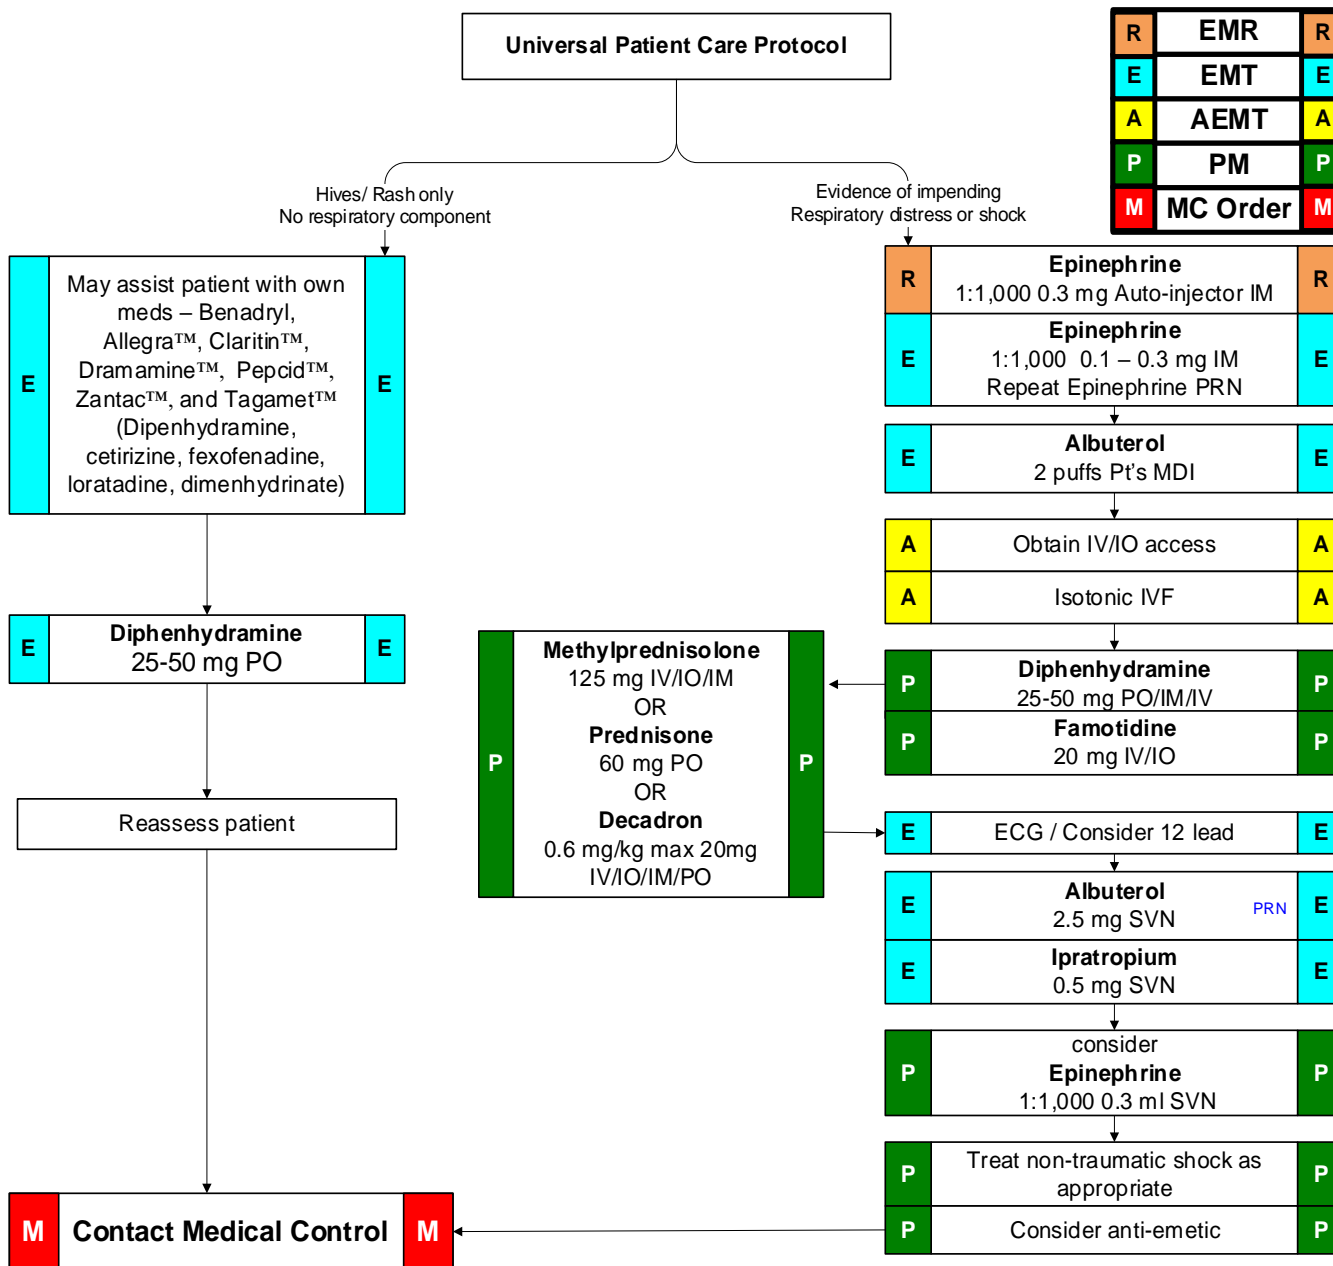 Universal Patient Care Protocol
R EMR R
E EMT E
A AEMT A
P PM P
M MC Order M
Hives/ Rash only
No respiratory component
Evidence of impending
Respiratory distress or shock
E
May assist patient with own
meds – Benadryl,
Allegra™, Claritin™,
Dramamine™, Pepcid™,
Zantac™, and Tagamet™
(Dipenhydramine,
cetirizine, fexofenadine,
loratadine, dimenhydrinate)
E
E
Diphenhydramine
25-50 mg PO
E
Reassess patient
R
Epinephrine
1:1,000 0.3 mg Auto-injector IM
R
E
Epinephrine
1:1,000 0.1 – 0.3 mg IM
Repeat Epinephrine PRN
E
E
Albuterol
2 puffs Pt's MDI
E
A Obtain IV/IO access A
A Isotonic IVF A
P
Diphenhydramine
25-50 mg PO/IM/IV
P
P
Famotidine
20 mg IV/IO
P
P
Methylprednisolone
125 mg IV/IO/IM
OR
Prednisone
60 mg PO
OR
Decadron
0.6 mg/kg max 20mg
IV/IO/IM/PO
P
E ECG / Consider 12 lead E
E
Albuterol
2.5 mg SVN
PRN
E
E
Ipratropium
0.5 mg SVN
E
P
consider
Epinephrine
1:1,000 0.3 ml SVN
P
P
Treat non-traumatic shock as
appropriate
P
P Consider anti-emetic P
M Contact Medical Control M